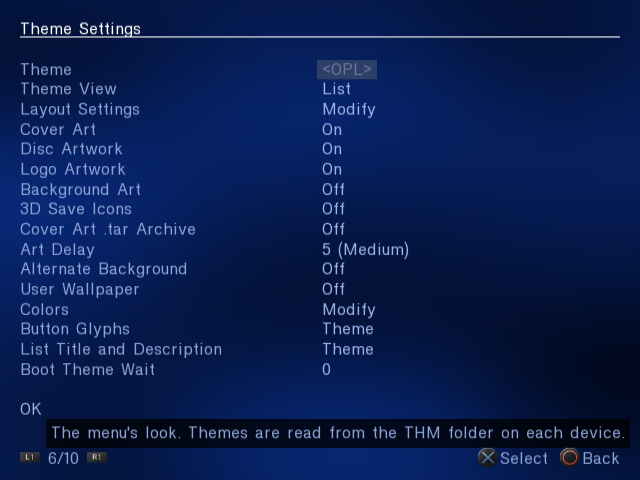 Theme Settings
Theme <OPL>
Theme View List
Layout Settings Modify
Cover Art On
Disc Artwork On
Logo Artwork On
Background Art Off
3D Save Icons Off
Cover Art .tar Archive Off
Art Delay 5 (Medium)
Alternate Background Off
User Wallpaper Off
Colors Modify
Button Glyphs Theme
List Title and Description Theme
Boot Theme Wait 0
OK
The menu's look. Themes are read from the THM folder on each device.
L1 6/10 R1 Select Back